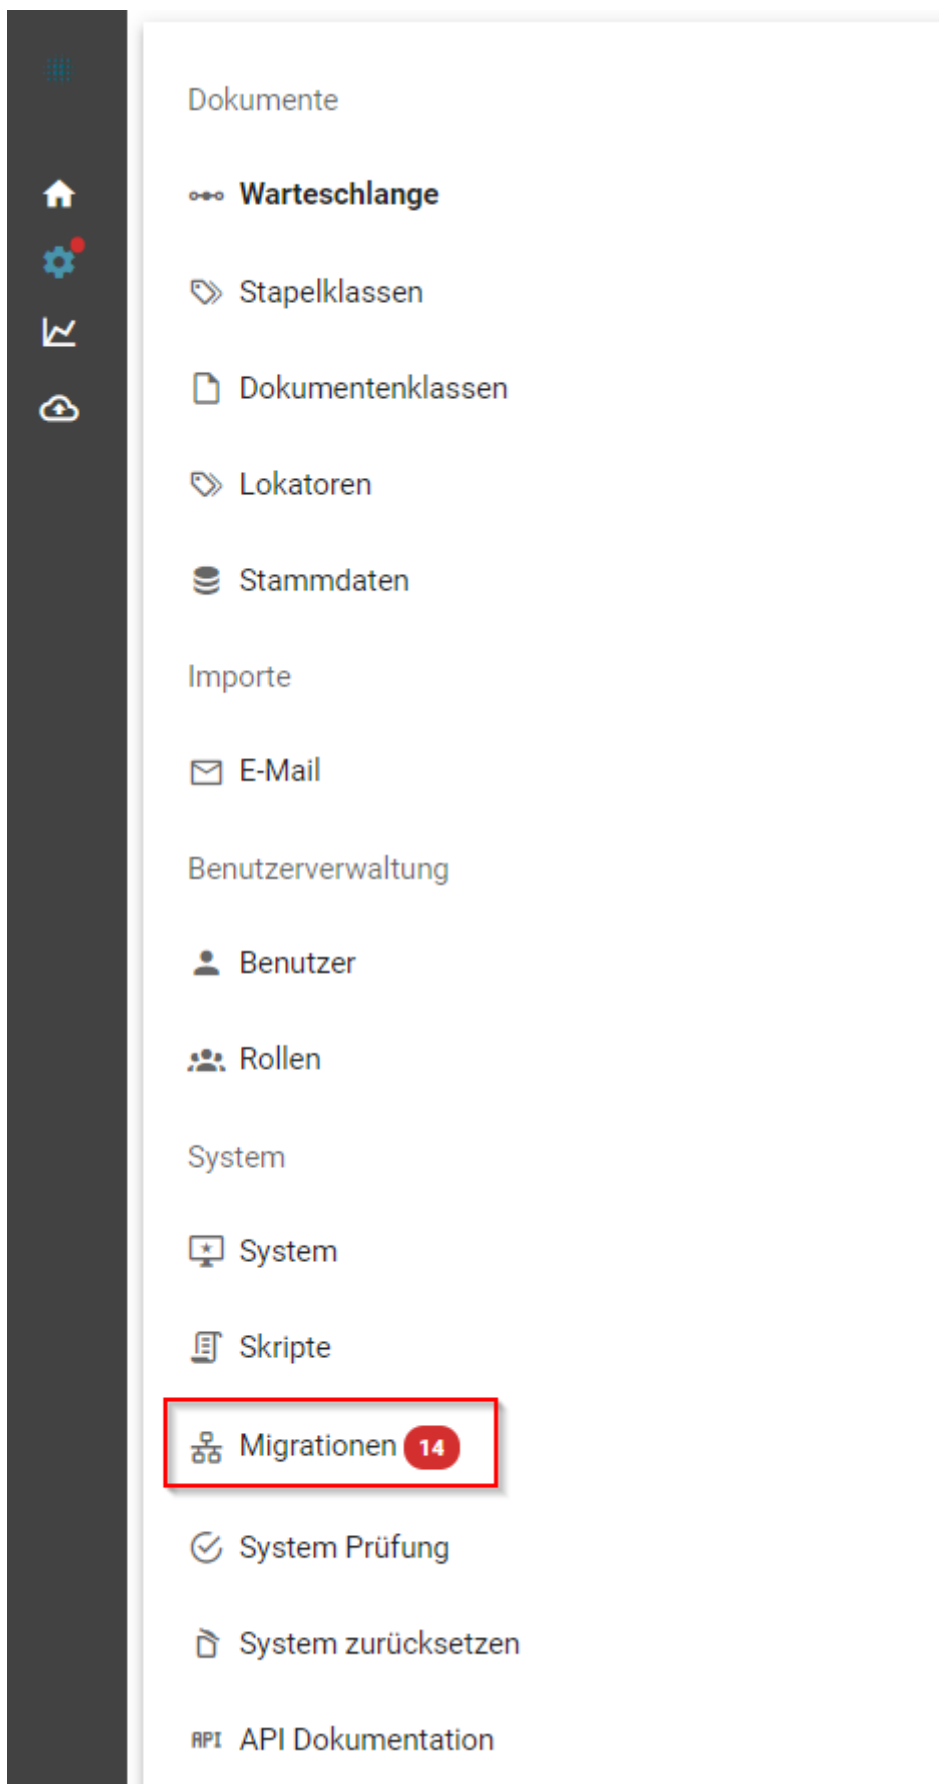 Dokumente
Warteschlange
Stapelklassen
Dokumentenklassen
Lokatoren
Stammdaten
Importe
E-Mail
Benutzerverwaltung
Benutzer
Rollen
System
System
Skripte
Migrationen 14
System Prüfung
System zurücksetzen
API API Dokumentation